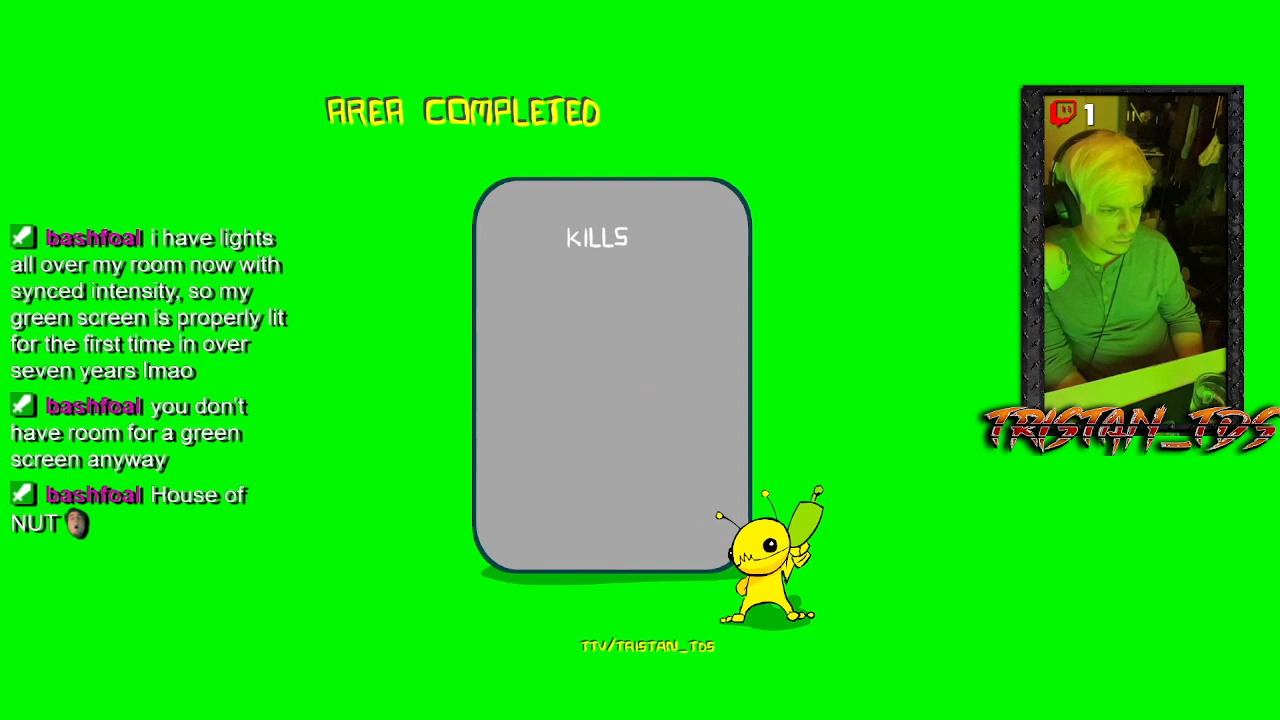 AREA COMPLETED
KILLS
bashfoal i have lights
all over my room now with
synced intensity, so my
green screen is properly lit
for the first time in over
seven years lmao
bashfoal you don't
have room for a green
screen anyway
bashfoal House of
NUT
1
TRISTAN_TDS
TTV/TRISTAN_TDS